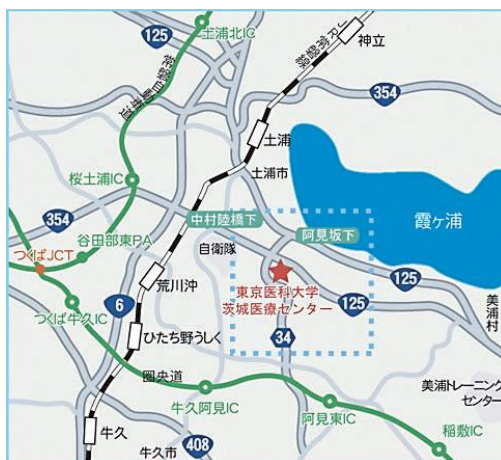 土浦北IC
125
神立
JR常磐線
常磐自動車道
354
土浦
桜土浦IC
土浦市
霞ヶ浦
354
中村陸橋下
阿見坂下
谷田部東PA
自衛隊
つくばJCT
荒川沖
東京医科大学
茨城医療センター
125
125
美浦村
6
つくば牛久IC
ひたち野うしく
34
圏央道
美浦トレーニング
センター
牛久阿見IC
阿見東IC
稲敷IC
牛久
牛久市
408